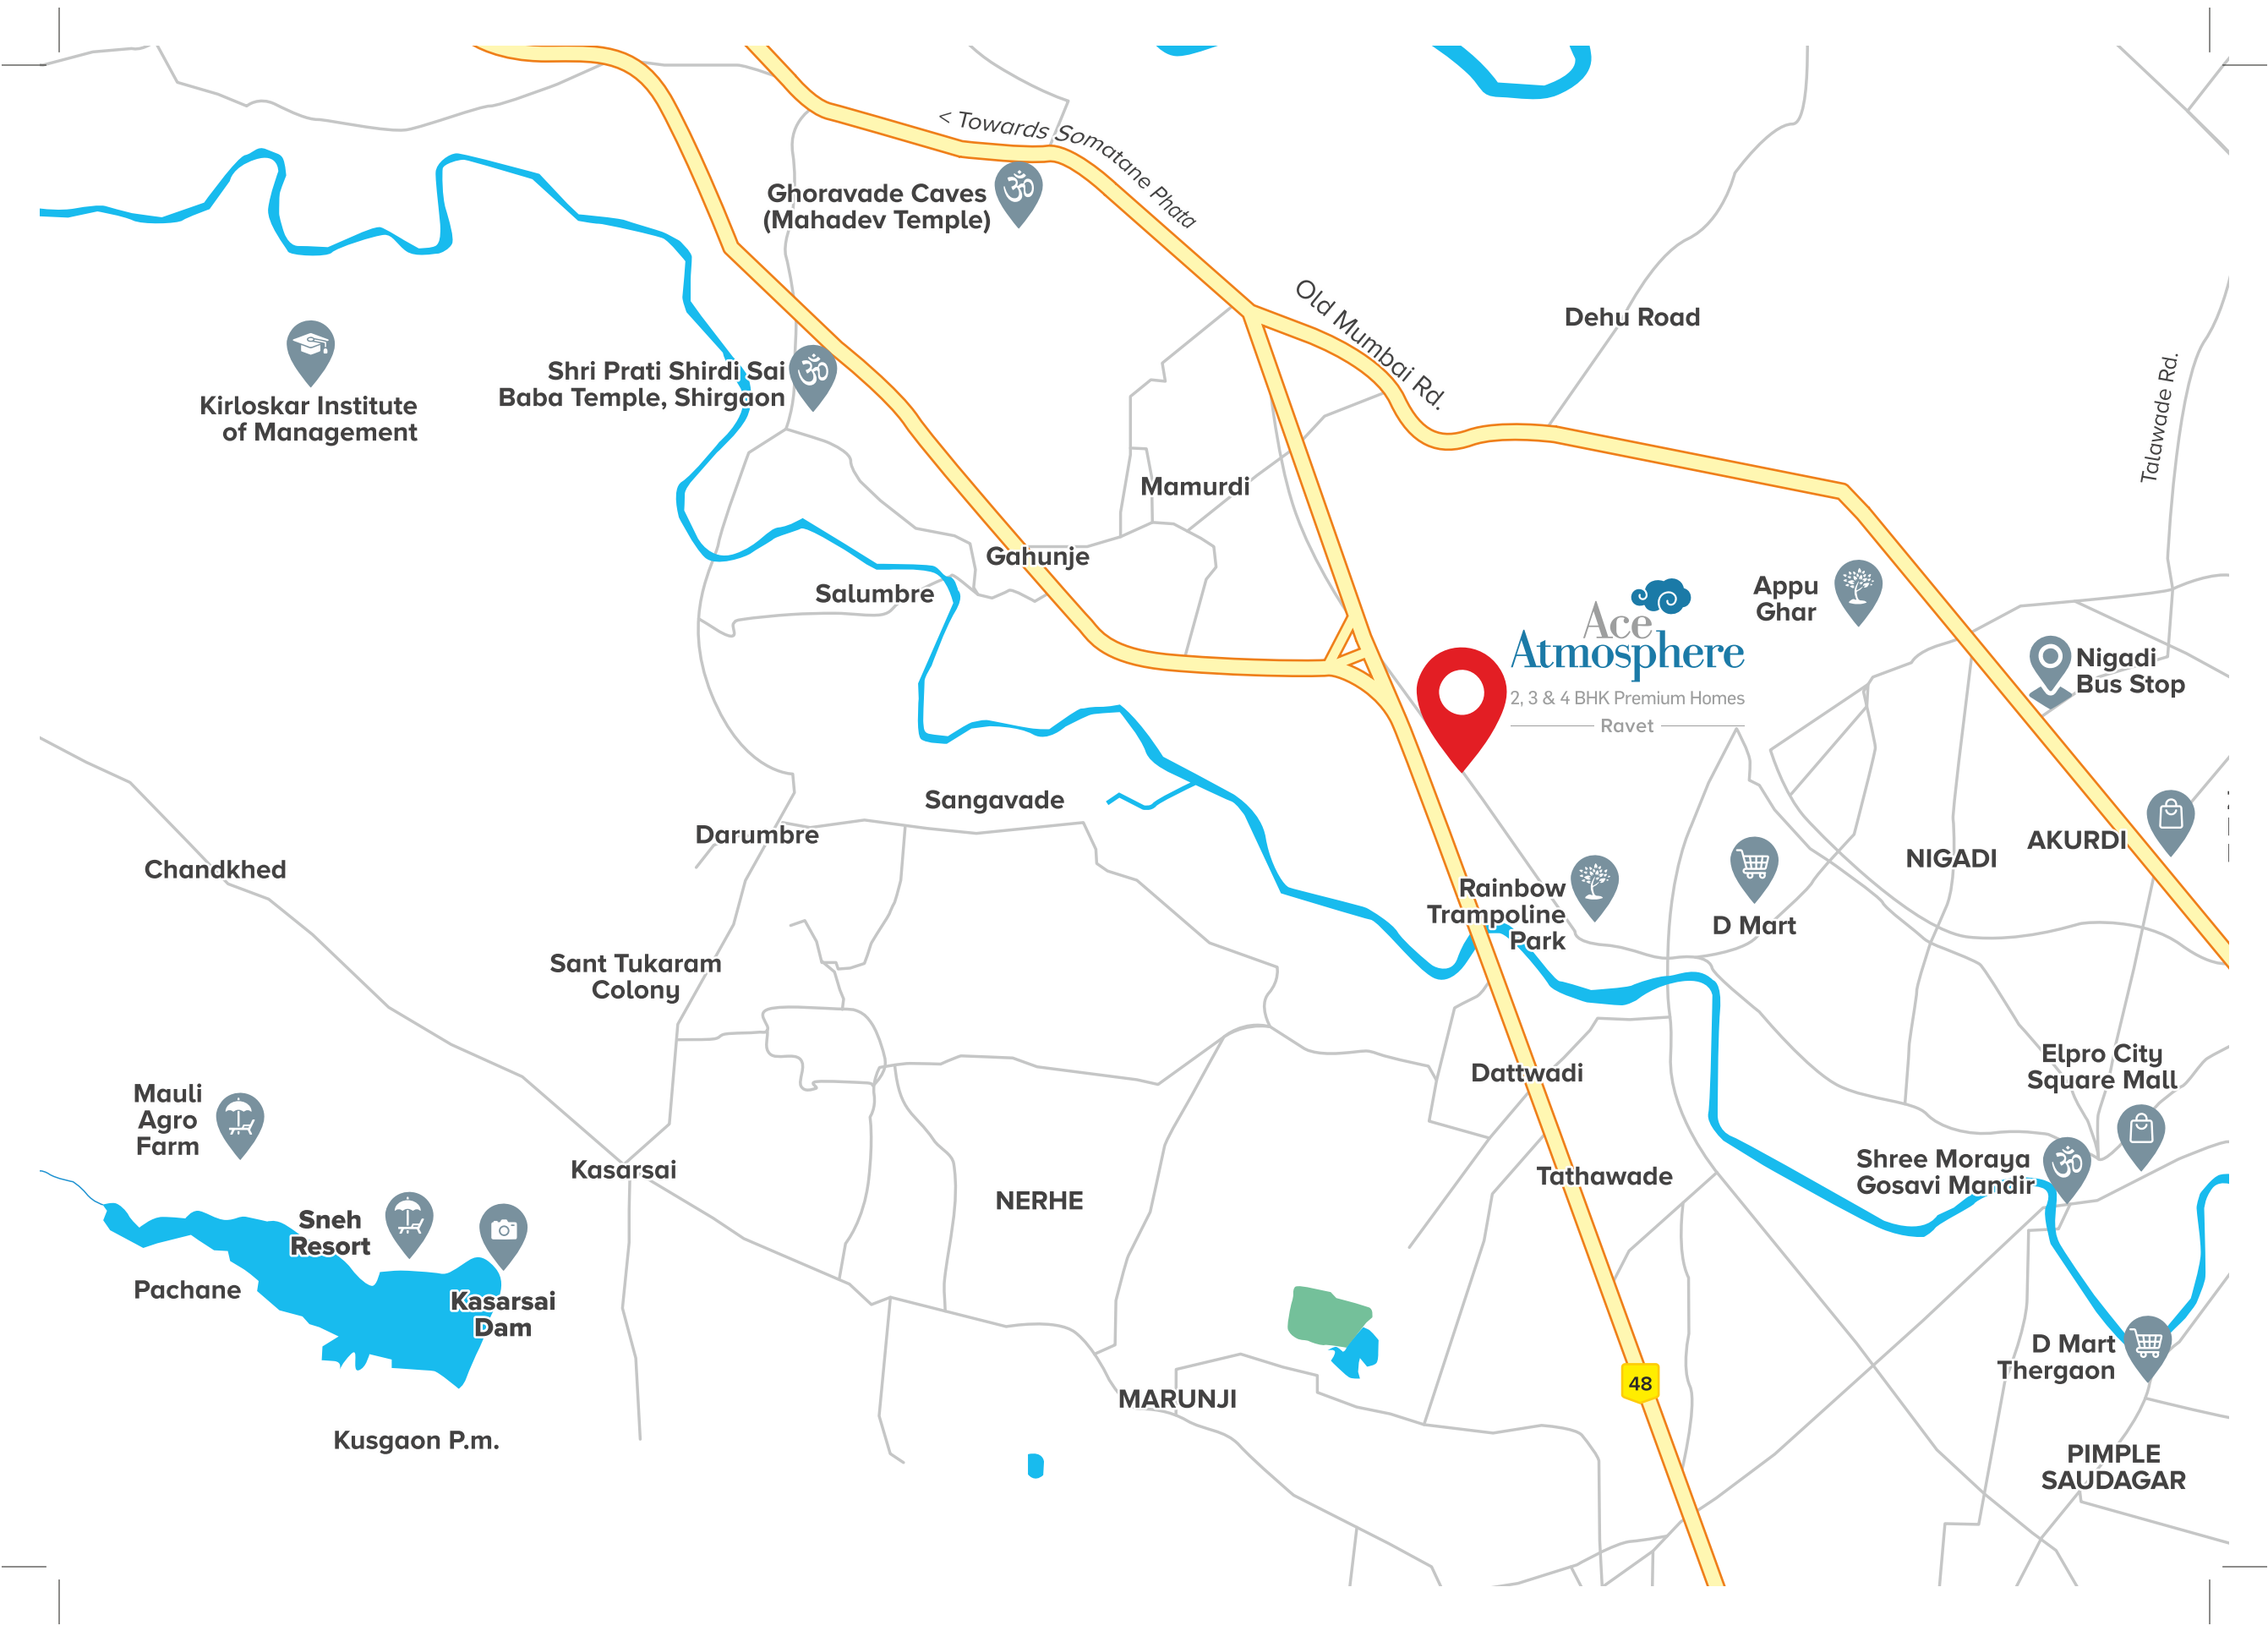 < Towards Somatane Phata
Ghoravade Caves
(Mahadev Temple)
Old Mumbai Rd.
Dehu Road
Talawade Rd.
Kirloskar Institute
of Management
Shri Prati Shirdi Sai
Baba Temple, Shirgaon
Mamurdi
Gahunje
Salumbre
Ace
Atmosphere
2, 3 & 4 BHK Premium Homes
Ravet
Appu
Ghar
Nigadi
Bus Stop
Sangavade
Darumbre
Chandkhed
Rainbow
Trampoline
Park
D Mart
NIGADI
AKURDI
Sant Tukaram
Colony
Dattwadi
Elpro City
Square Mall
Mauli
Agro
Farm
Kasarsai
NERHE
Tathawade
Shree Moraya
Gosavi Mandir
Sneh
Resort
Pachane
Kasarsai
Dam
D Mart
Thergaon
48
MARUNJI
Kusgaon P.m.
PIMPLE
SAUDAGAR